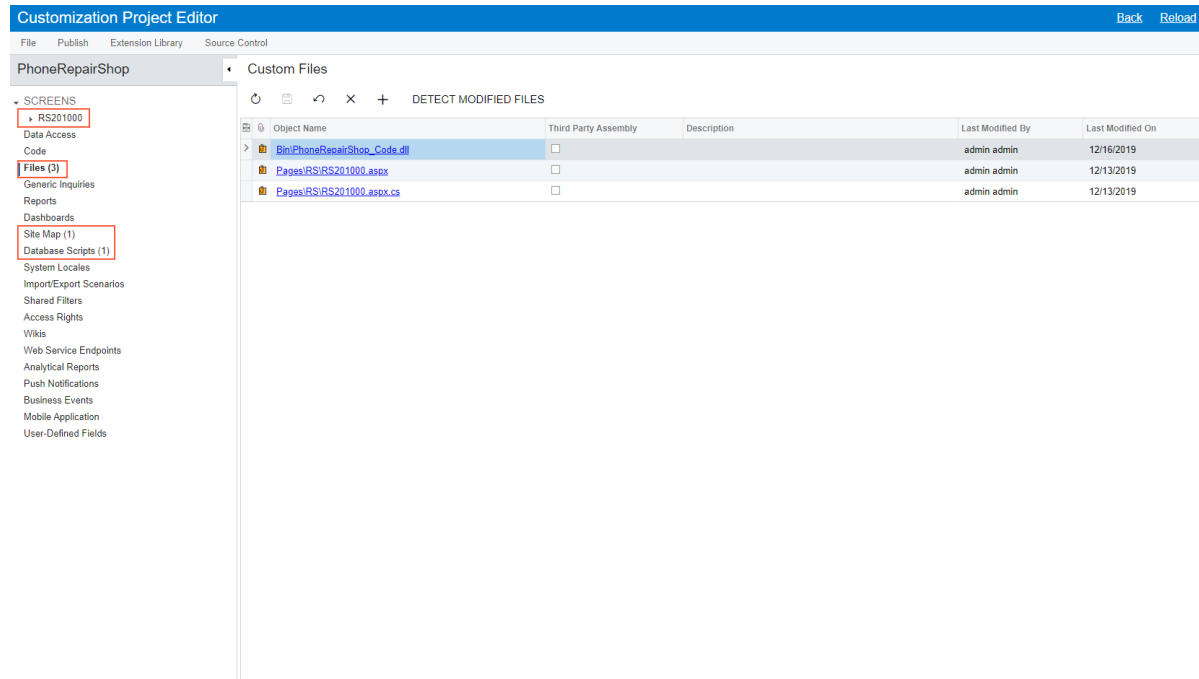 Customization Project Editor
Back Reload
File Publish Extension Library Source Control
PhoneRepairShop
Custom Files
SCREENS
RS201000
Data Access
Code
Files (3)
Generic Inquiries
Reports
Dashboards
Site Map (1)
Database Scripts (1)
System Locales
Import/Export Scenarios
Shared Filters
Access Rights
Wikis
Web Service Endpoints
Analytical Reports
Push Notifications
Business Events
Mobile Application
User-Defined Fields
DETECT MODIFIED FILES
Object Name Third Party Assembly Description Last Modified By Last Modified On
Bin\PhoneRepairShop_Code.dll admin admin 12/16/2019
Pages\RS\RS201000.aspx admin admin 12/13/2019
Pages\RS\RS201000.aspx.cs admin admin 12/13/2019